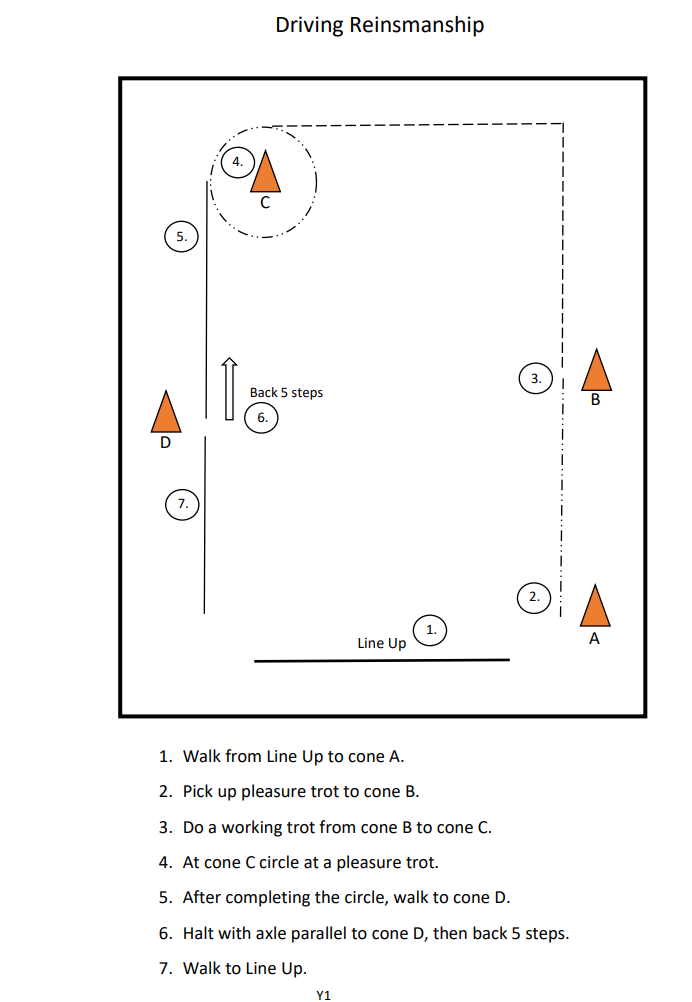 Driving Reinsmanship
4.
C
5.
3.
B
Back 5 steps
6.
D
7.
2.
A
1.
Line Up
1. Walk from Line Up to cone A.
2. Pick up pleasure trot to cone B.
3. Do a working trot from cone B to cone C.
4. At cone C circle at a pleasure trot.
5. After completing the circle, walk to cone D.
6. Halt with axle parallel to cone D, then back 5 steps.
7. Walk to Line Up.
Y1